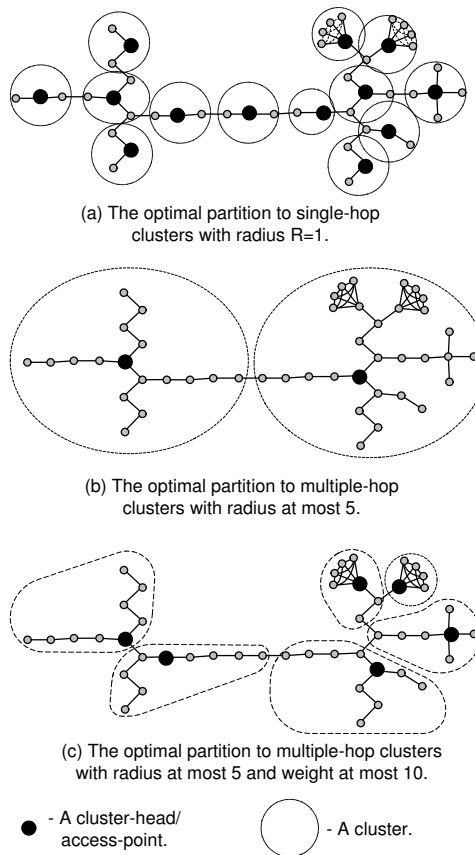 (a) The optimal partition to single-hop
clusters with radius R=1.
(b) The optimal partition to multiple-hop
clusters with radius at most 5.
(c) The optimal partition to multiple-hop clusters
with radius at most 5 and weight at most 10.
- A cluster-head/
access-point.
- A cluster.